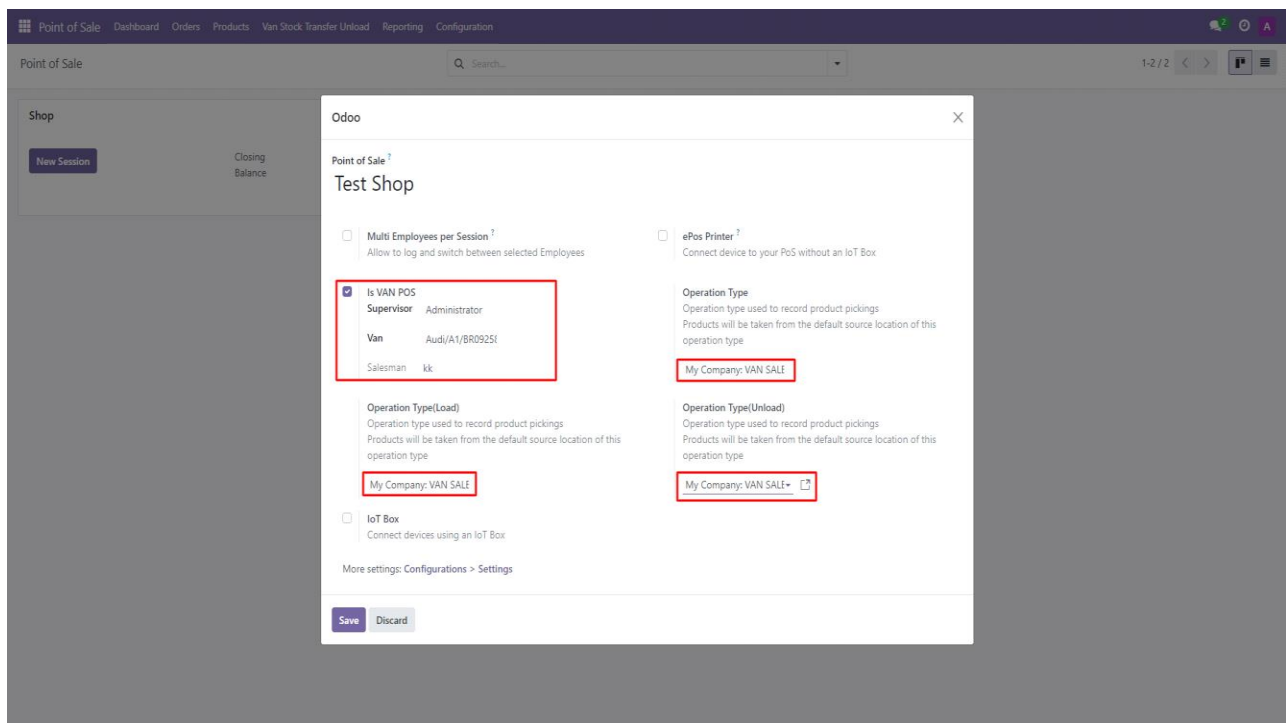 Point of Sale Dashboard Orders Products Van Stock Transfer Unload Reporting Configuration 2 A
Point of Sale Search... 1-2 / 2
Shop
New Session Closing
Balance
Odoo
Point of Sale ?
Test Shop
Multi Employees per Session ?
Allow to log and switch between selected Employees
ePos Printer ?
Connect device to your PoS without an IoT Box
Is VAN POS
Supervisor Administrator
Van Audi/A1/BR0925
Salesman kk
Operation Type
Operation type used to record product pickings
Products will be taken from the default source location of this
operation type
My Company: VAN SALE
Operation Type(Load)
Operation type used to record product pickings
Products will be taken from the default source location of this
operation type
My Company: VAN SALE
Operation Type(Unload)
Operation type used to record product pickings
Products will be taken from the default source location of this
operation type
My Company: VAN SALE
IoT Box
Connect devices using an IoT Box
More settings: Configurations > Settings
Save Discard